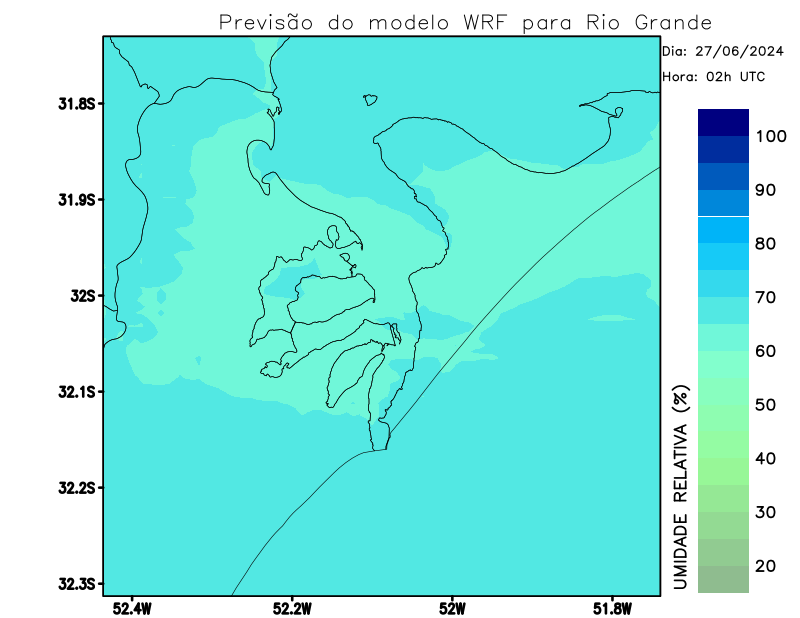 Previsão do modelo WRF para Rio Grande
Dia: 27/06/2024
Hora: 02h UTC
31.8S
31.9S
32S
32.1S
32.2S
32.3S
52.4W
52.2W
52W
51.8W
100
90
80
70
60
50
40
30
20
UMIDADE RELATIVA (%)